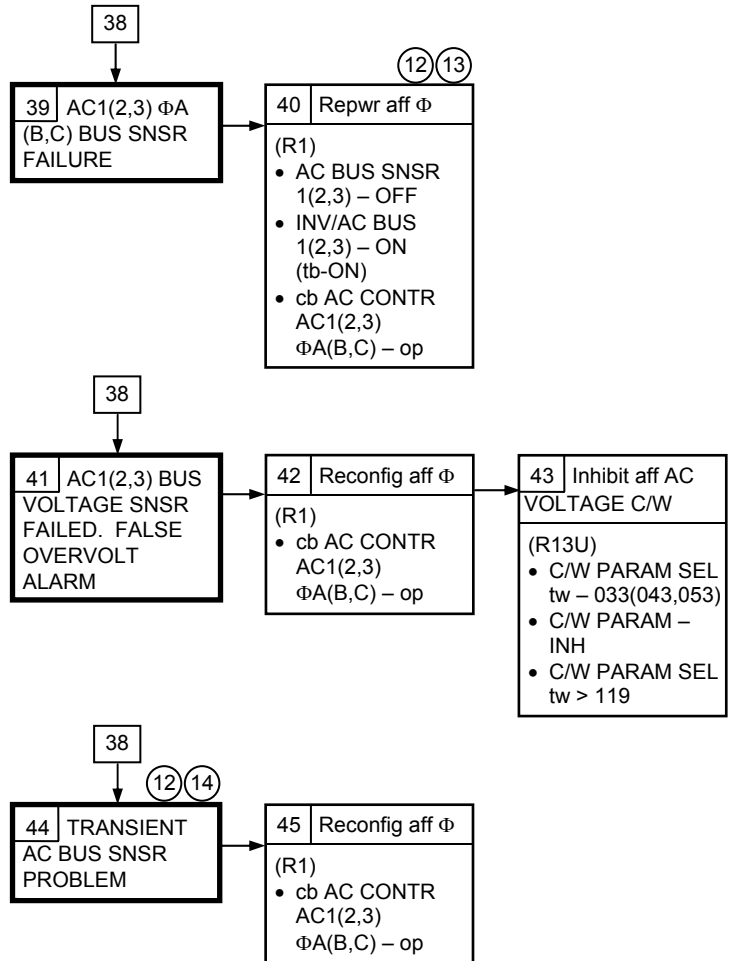 38
39 AC1(2,3) ΦA
(B,C) BUS SNSR
FAILURE
12 13
40 Repwr aff Φ
(R1)
• AC BUS SNSR
1(2,3) – OFF
• INV/AC BUS
1(2,3) – ON
(tb-ON)
• cb AC CONTR
AC1(2,3)
ΦA(B,C) – op
38
41 AC1(2,3) BUS
VOLTAGE SNSR
FAILED. FALSE
OVERVOLT
ALARM
42 Reconfig aff Φ
(R1)
• cb AC CONTR
AC1(2,3)
ΦA(B,C) – op
43 Inhibit aff AC
VOLTAGE C/W
(R13U)
• C/W PARAM SEL
tw – 033(043,053)
• C/W PARAM –
INH
• C/W PARAM SEL
tw > 119
38
12 14
44 TRANSIENT
AC BUS SNSR
PROBLEM
45 Reconfig aff Φ
(R1)
• cb AC CONTR
AC1(2,3)
ΦA(B,C) – op